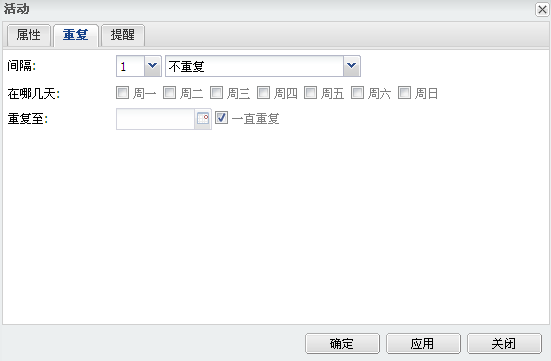 活动
属性 重复 提醒
间隔: 1 不重复
在哪几天: 周一 周二 周三 周四 周五 周六 周日
重复至: 一直重复
确定 应用 关闭